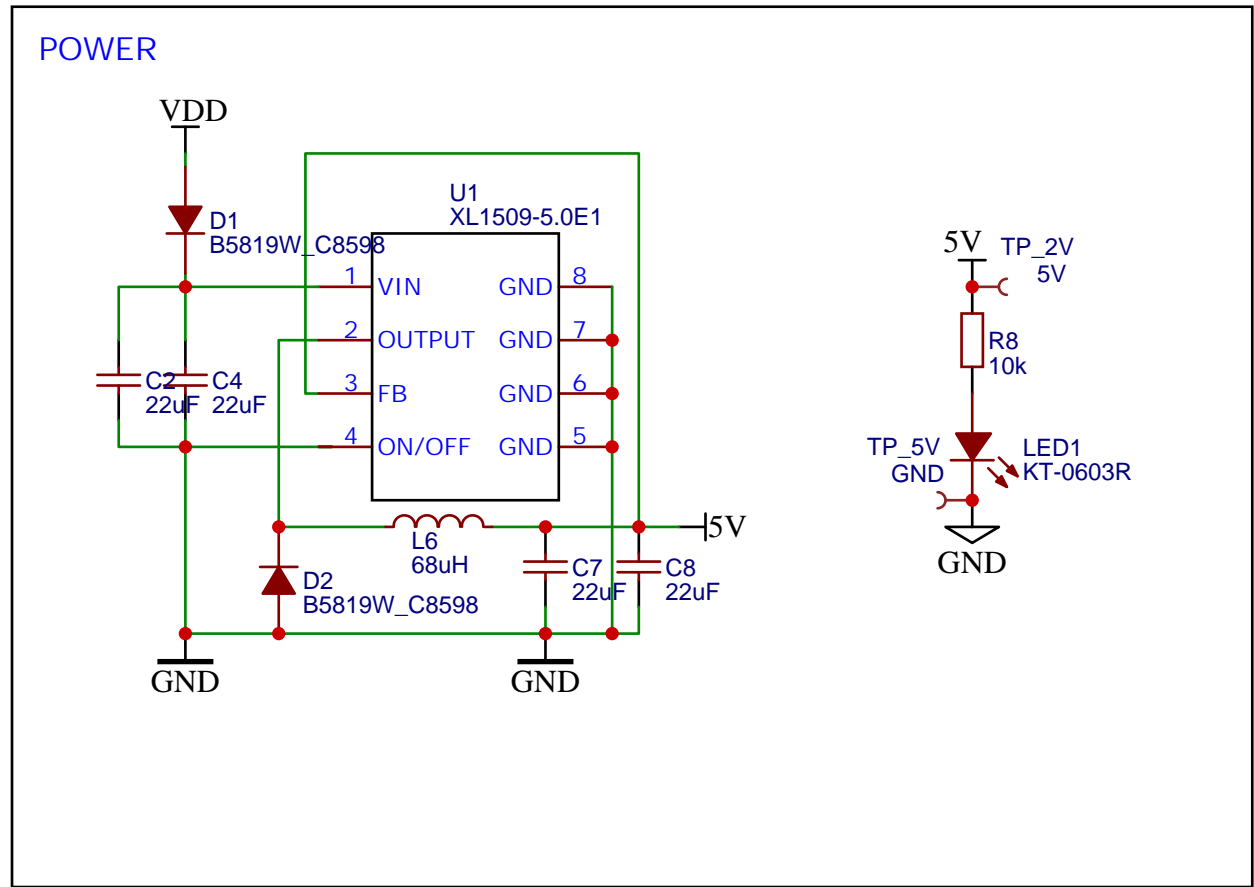 POWER
VDD
D1
B5819W_C8598
U1
XL1509-5.0E1
1 VIN GND 8
2 OUTPUT GND 7
3 FB GND 6
4 ON/OFF GND 5
C2 C4
22uF 22uF
L6
68uH
5V
D2
B5819W_C8598
C7 C8
22uF 22uF
GND GND
5V TP_2V
5V
R8
10k
TP_5V LED1
GND KT-0603R
GND